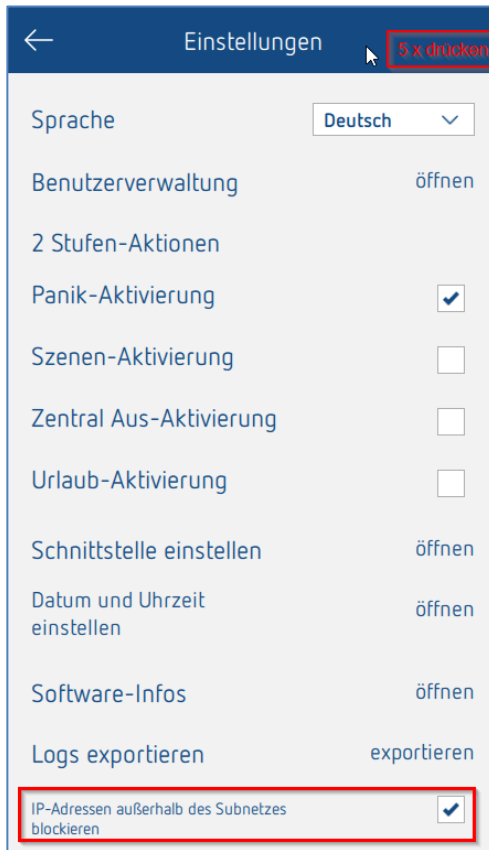 Einstellungen
5 x drücken
Sprache
Deutsch
Benutzerverwaltung
öffnen
2 Stufen-Aktionen
Panik-Aktivierung
Szenen-Aktivierung
Zentral Aus-Aktivierung
Urlaub-Aktivierung
Schnittstelle einstellen
öffnen
Datum und Uhrzeit
einstellen
öffnen
Software-Infos
öffnen
Logs exportieren
exportieren
IP-Adressen außerhalb des Subnetzes
blockieren